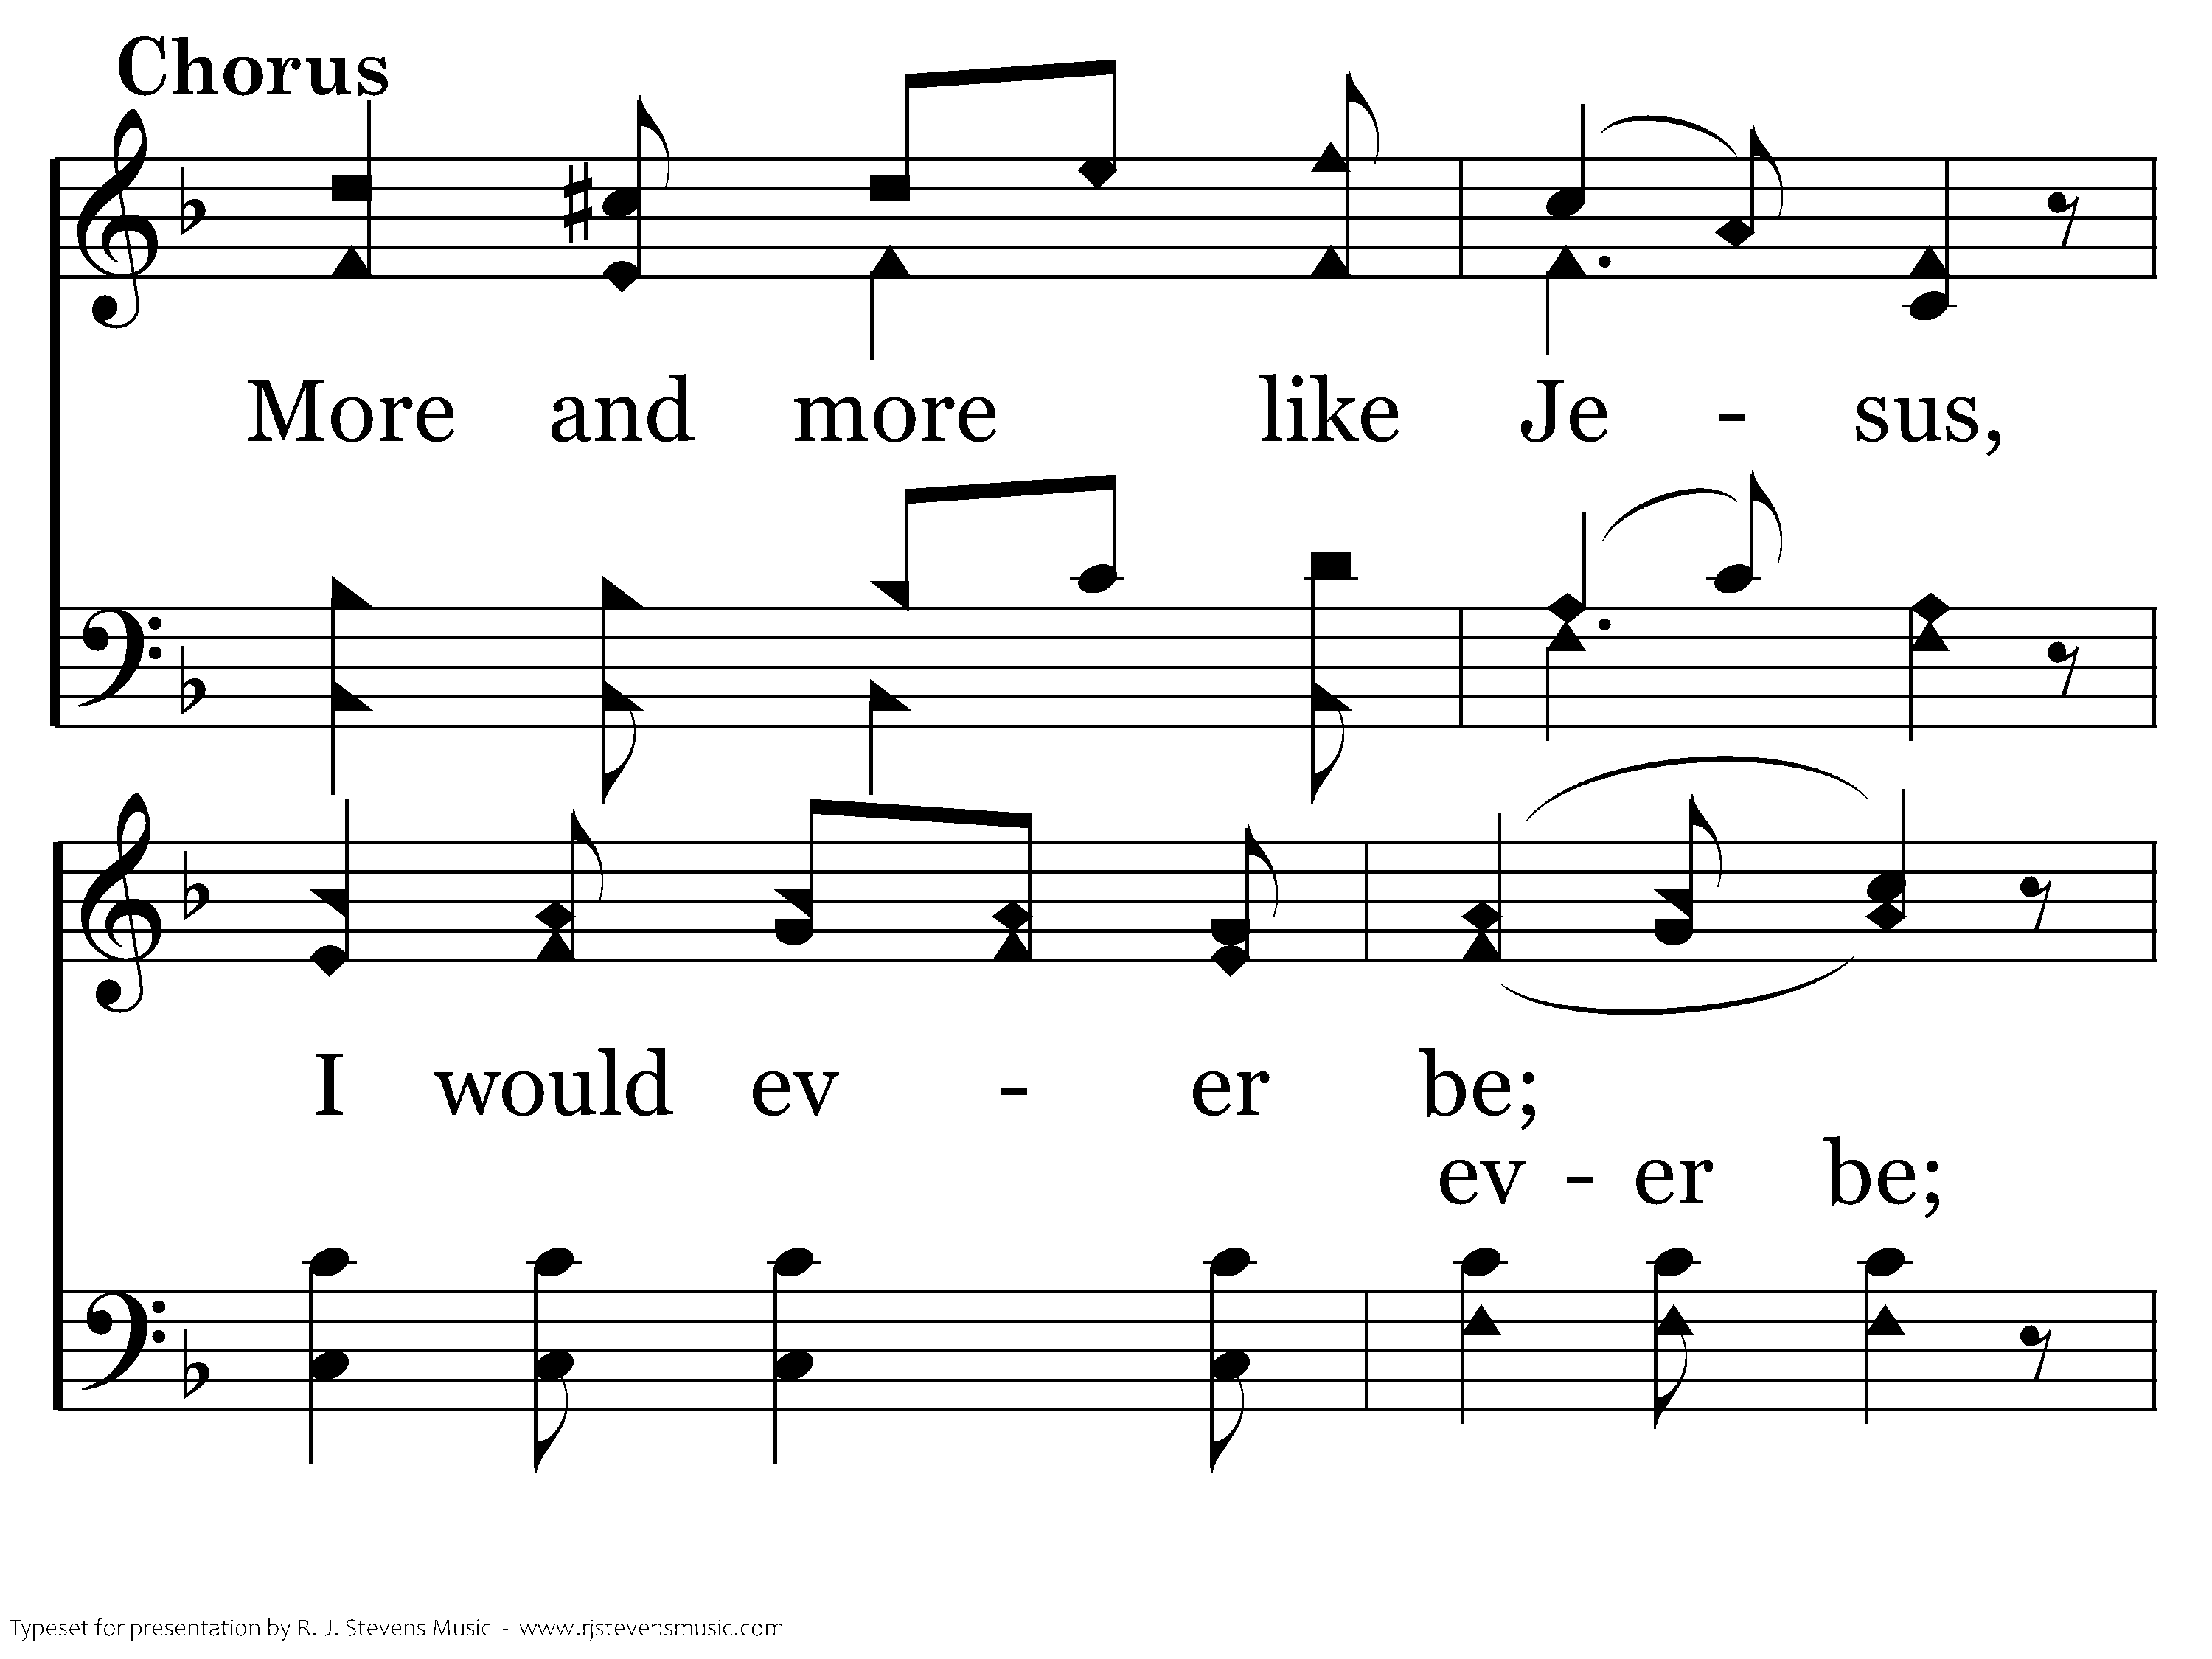 Chorus
More and more like Je - sus,
I would ev - er be;
ev - er be;
Typeset for presentation by R. J. Stevens Music - www.rjstevensmusic.com